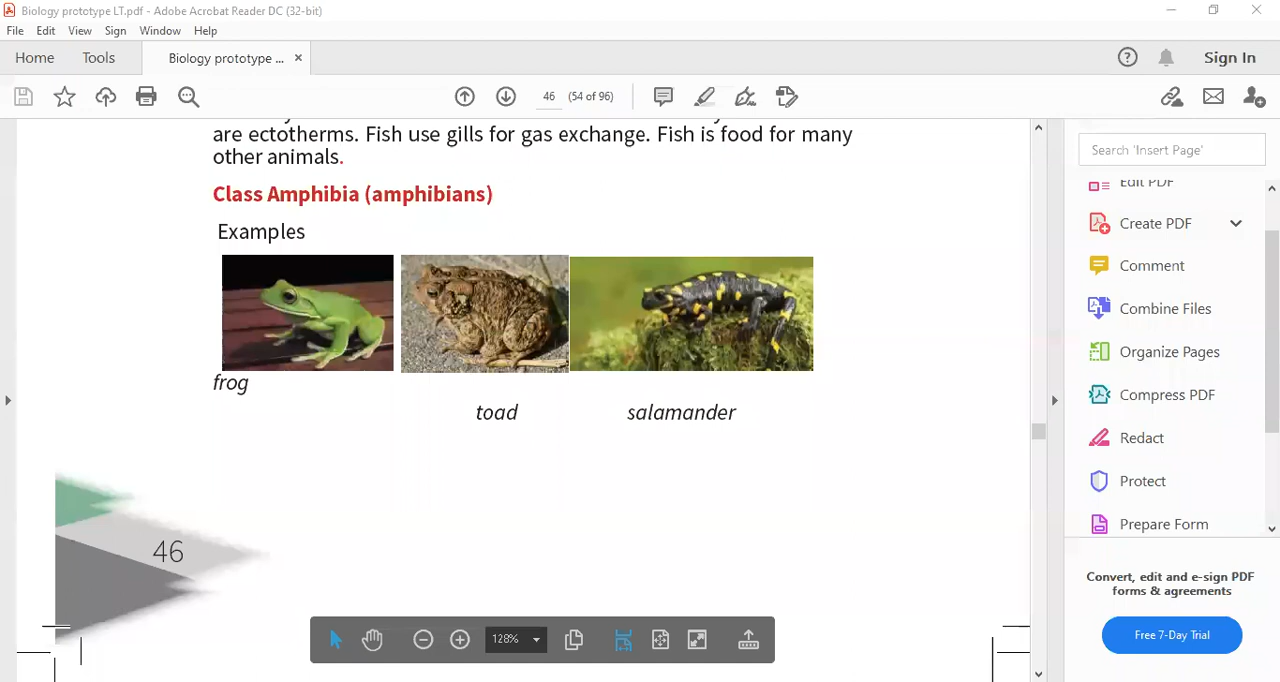 Biology prototype LT.pdf - Adobe Acrobat Reader DC (32-bit)
File Edit View Sign Window Help
Home Tools Biology prototype ... × Sign In
46 (54 of 96)
are ectotherms. Fish use gills for gas exchange. Fish is food for many
other animals.
Class Amphibia (amphibians)
Examples
frog
toad salamander
46
128%
Search 'Insert Page'
Edit PDF
Create PDF
Comment
Combine Files
Organize Pages
Compress PDF
Redact
Protect
Prepare Form
Convert, edit and e-sign PDF
forms & agreements
Free 7-Day Trial